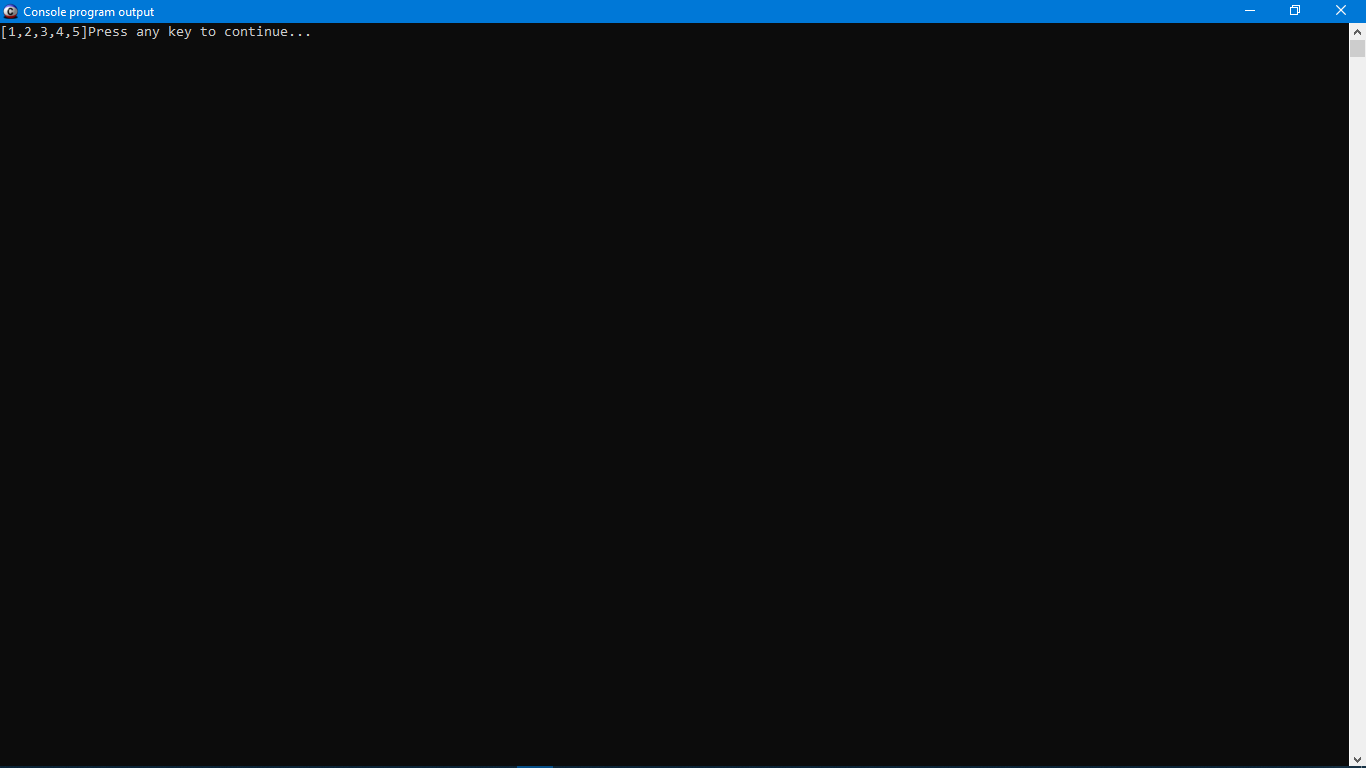 Console program output
[1,2,3,4,5]Press any key to continue...